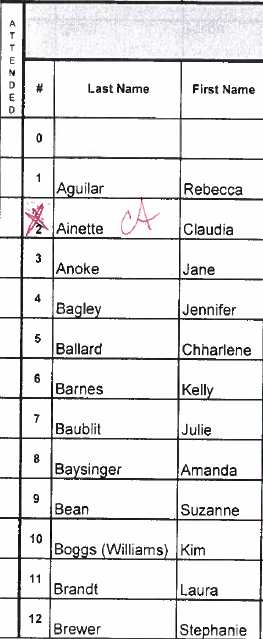 ATTENDED
# Last Name First Name
0
1 Aguilar Rebecca
2 Ainette CA Claudia
3 Anoke Jane
4 Bagley Jennifer
5 Ballard Chharlene
6 Barnes Kelly
7 Baublit Julie
8 Baysinger Amanda
9 Bean Suzanne
10 Boggs (Williams) Kim
11 Brandt Laura
12 Brewer Stephanie